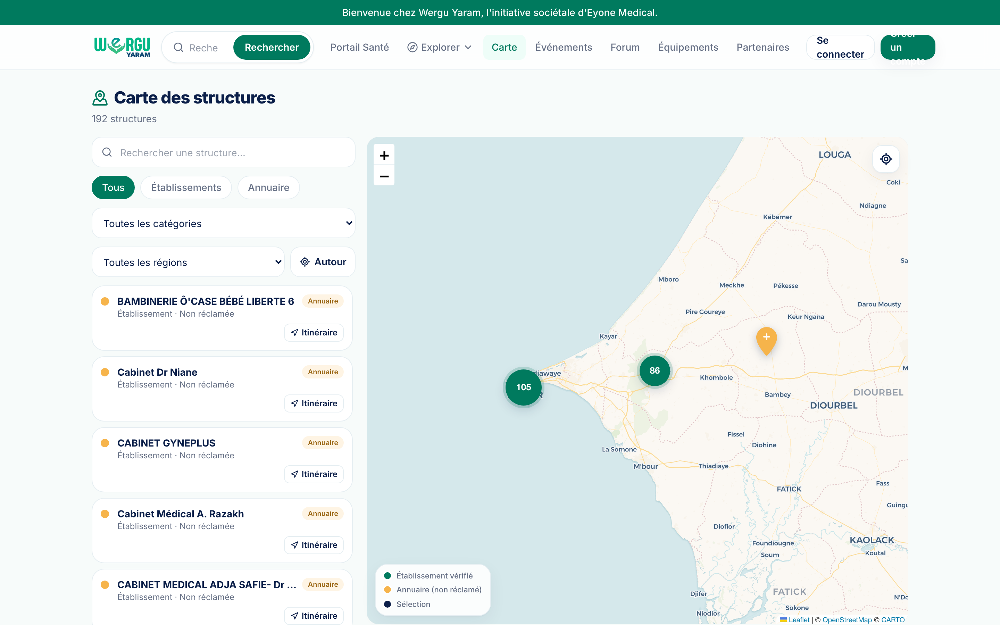 Bienvenue chez Wergu Yaram, l'initiative sociétale d'Eyone Medical.
WeRGU
YARAM
Reche
Rechercher
Portail Santé
Explorer
Carte
Événements
Forum
Équipements
Partenaires
Se
connecter
Créer
un
compte
Carte des structures
192 structures
Rechercher une structure...
Tous
Établissements
Annuaire
Toutes les catégories
Toutes les régions
Autour
BAMBINERIE Ô'CASE BÉBÉ LIBERTE 6
Annuaire
Établissement · Non réclamée
Itinéraire
Cabinet Dr Niane
Annuaire
Établissement · Non réclamée
Itinéraire
CABINET GYNEPLUS
Annuaire
Établissement · Non réclamée
Itinéraire
Cabinet Médical A. Razakh
Annuaire
Établissement · Non réclamée
Itinéraire
CABINET MEDICAL ADJA SAFIE- Dr ...
Annuaire
Établissement · Non réclamée
Itinéraire
+
−
LOUGA
Coki
Ndiagne
Kébémer
Sa
Mboro
Meckhe
Pékesse
Darou Mousty
Pire Goureye
Keur Ngana
Kayar
86
105
diawaye
R
M
Khombole
Bambey
DIOURBEL
DIOURBEL
Fissel
Diohine
La Somone
M'bour
Thiadiaye
Fass
FATICK
Guingu
Diofior
KAOLACK
Foundiougne
Koutal
Soum
Djifer
FATICK
N'Do
Sokone
Niodior
Établissement vérifié
Annuaire (non réclamé)
Sélection
Leaflet | © OpenStreetMap © CARTO